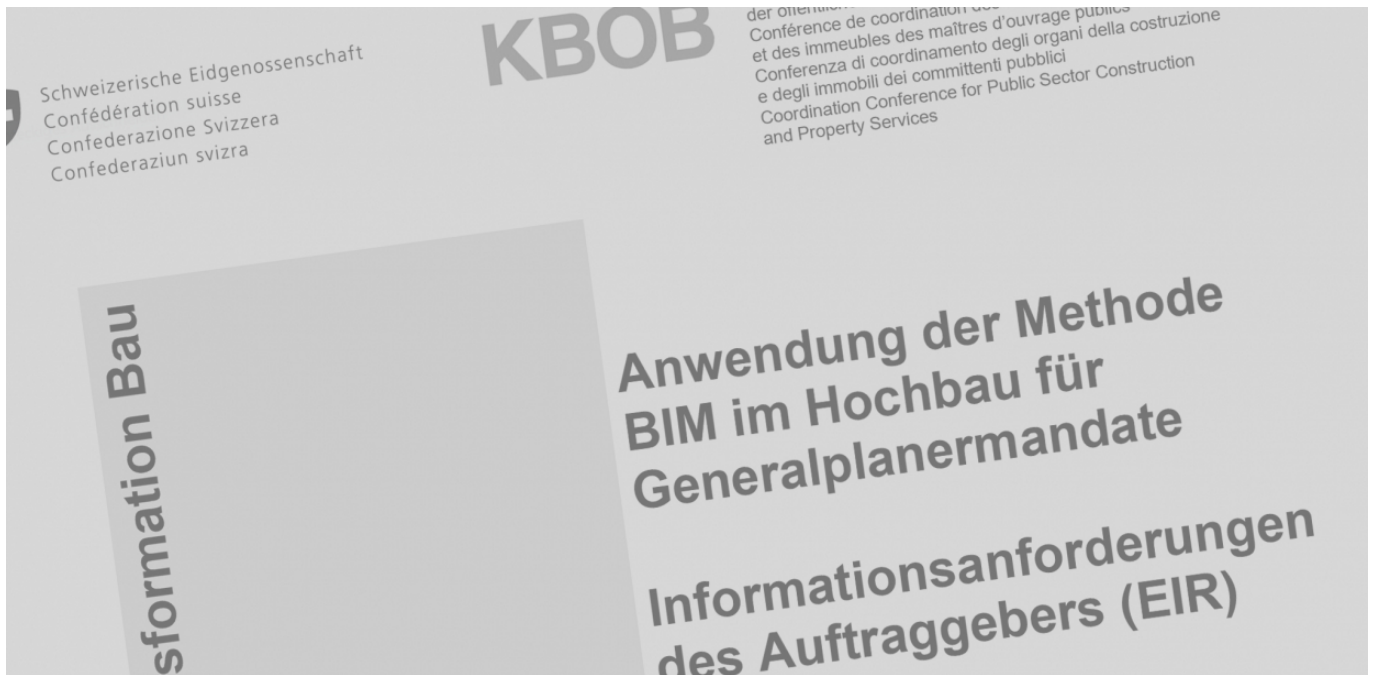 Schweizerische Eidgenossenschaft
Confédération suisse
Confederazione Svizzera
Confederaziun svizra
KBOB
Conférence de coordination des
et des immeubles des maîtres d'ouvrage publics
Conferenza di coordinamento degli organi della costruzione
e degli immobili dei committenti pubblici
Coordination Conference for Public Sector Construction
and Property Services
sformation Bau
Anwendung der Methode
BIM im Hochbau für
Generalplanermandate
Informationsanforderungen
des Auftraggebers (EIR)